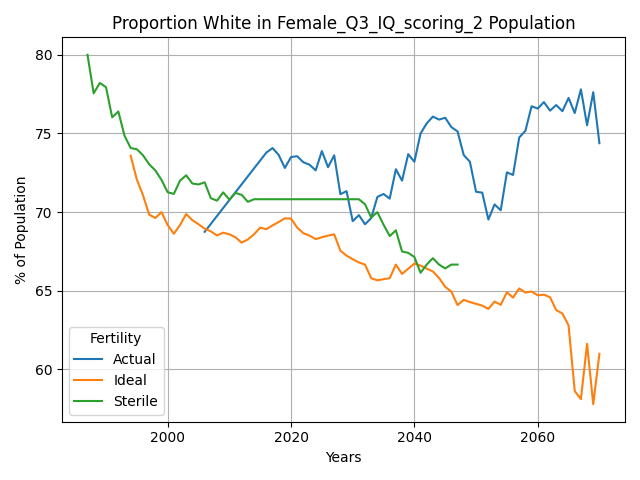 Proportion White in Female_Q3_IQ_scoring_2 Population
% of Population
80
75
70
65
60
Fertility
Actual
Ideal
Sterile
2000
2020
2040
2060
Years